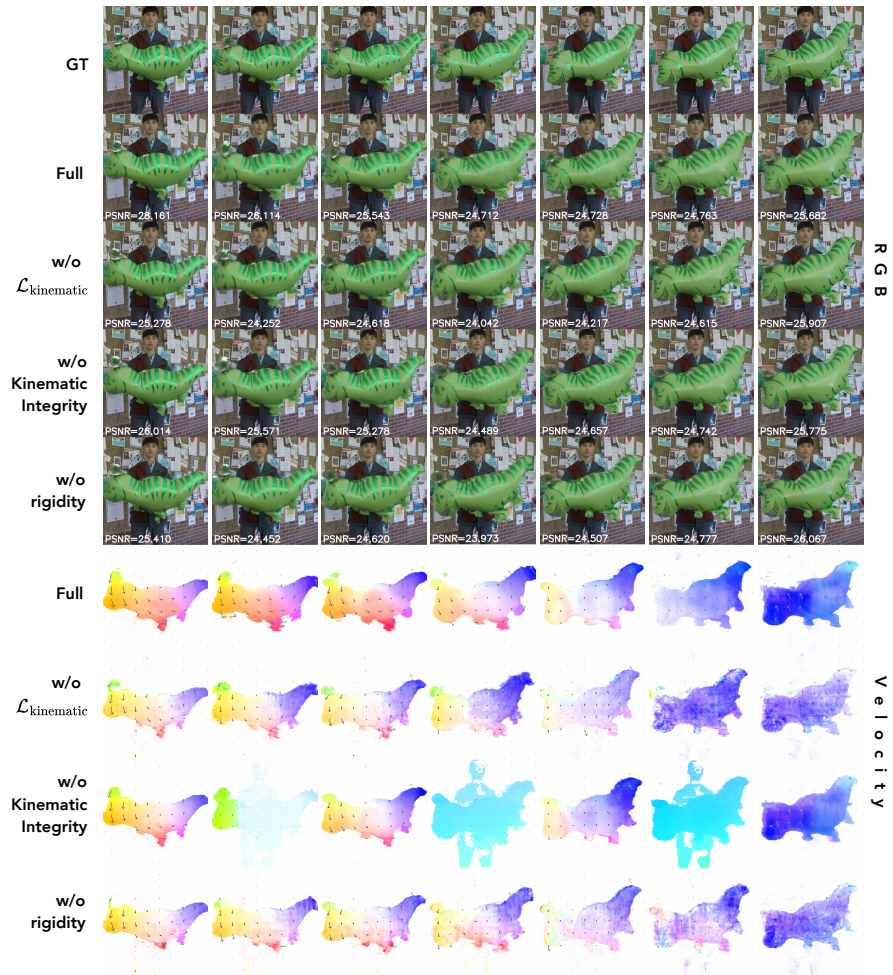 GT
Full
PSNR=28.161 PSNR=26.114 PSNR=25.543 PSNR=24.712 PSNR=24.728 PSNR=24.763 PSNR=25.682
w/o
ℒkinematic
PSNR=25.278 PSNR=24.252 PSNR=24.618 PSNR=24.042 PSNR=24.217 PSNR=24.615 PSNR=25.907
w/o
Kinematic
Integrity
PSNR=26.014 PSNR=25.571 PSNR=25.278 PSNR=24.489 PSNR=24.657 PSNR=24.742 PSNR=25.775
w/o
rigidity
PSNR=25.410 PSNR=24.452 PSNR=24.620 PSNR=23.973 PSNR=24.507 PSNR=24.777 PSNR=26.067
RGB
Full
w/o
ℒkinematic
w/o
Kinematic
Integrity
w/o
rigidity
Velocity